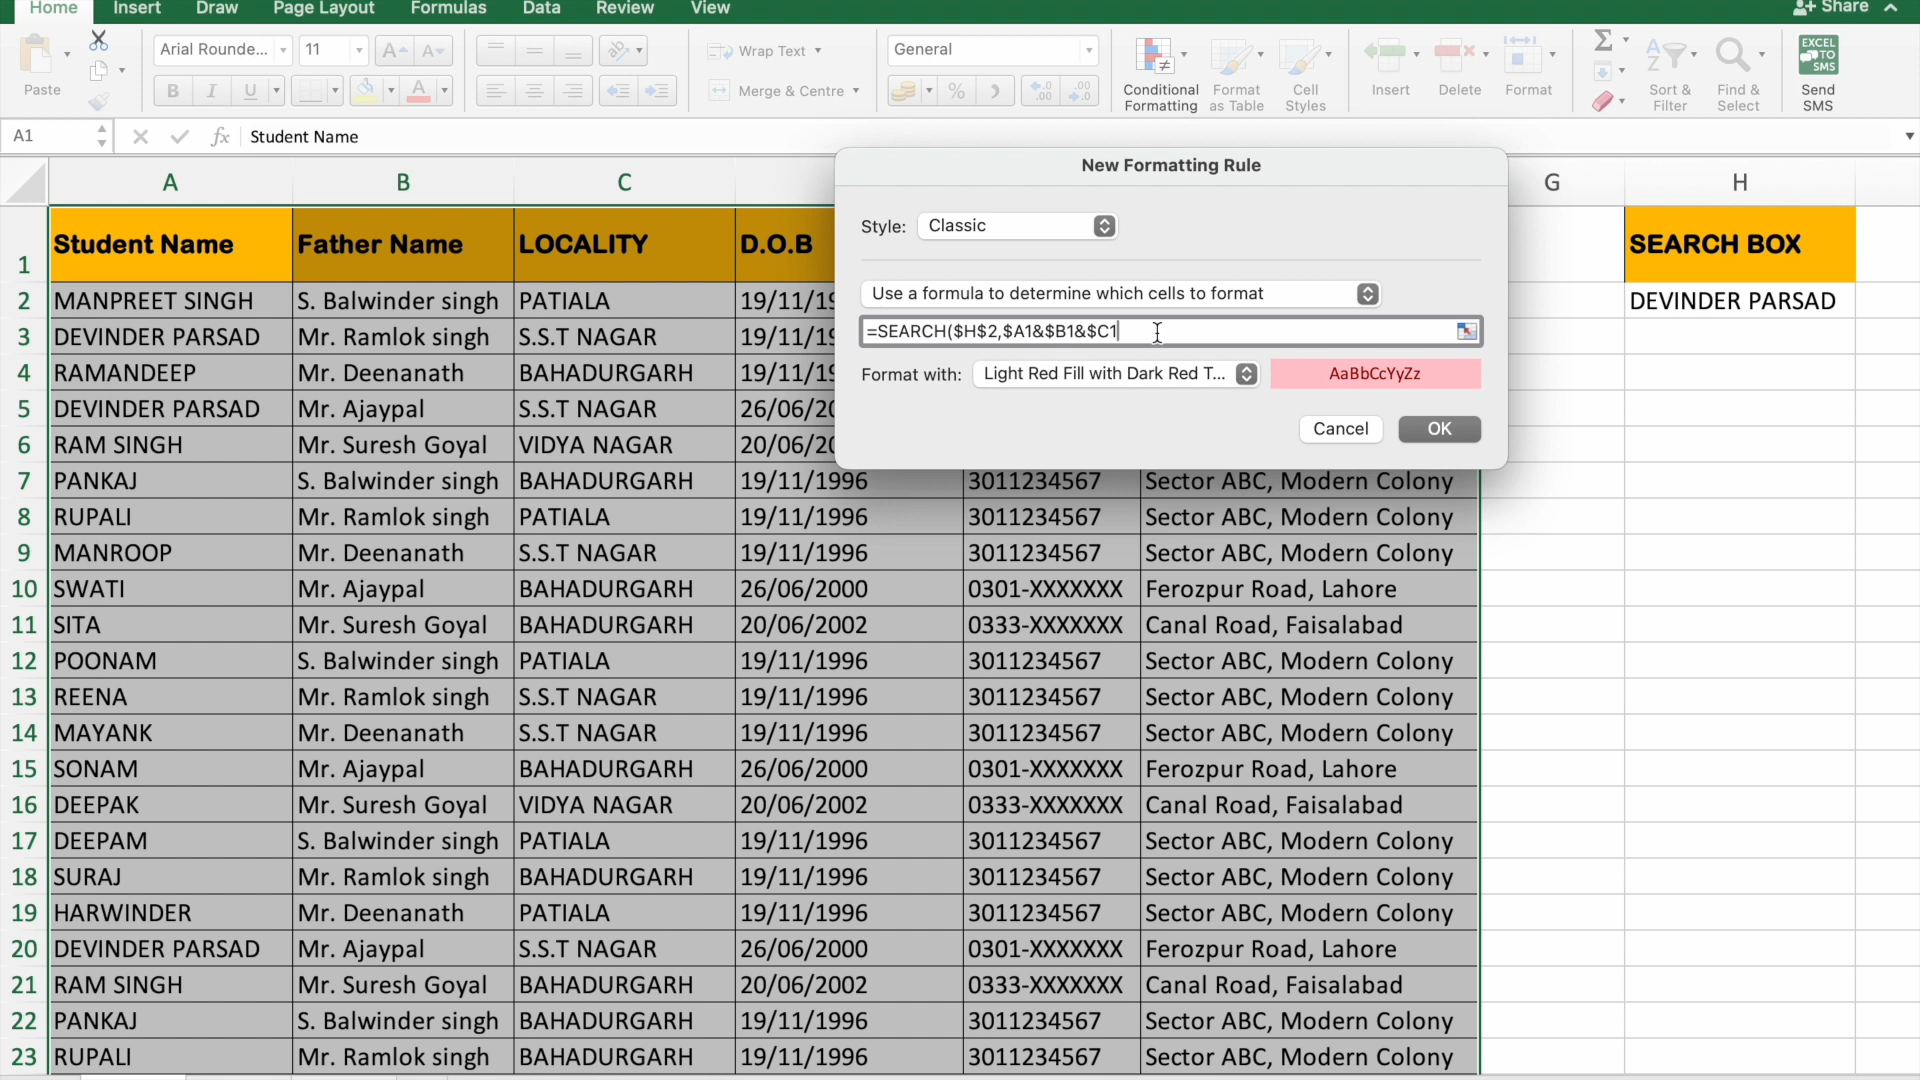 Home Insert Draw Page Layout Formulas Data Review View Share
Arial Rounde... 11 Wrap Text General
Paste B I U A Merge & Centre % Conditional Formatting Format as Table Cell Styles Insert Delete Format Sort & Filter Find & Select EXCEL TO SMS Send SMS
A1 fx Student Name
A B C G H
New Formatting Rule
Style: Classic
Use a formula to determine which cells to format
=SEARCH($H$2,$A1&$B1&$C1
Format with: Light Red Fill with Dark Red T... AaBbCcYyZz
Cancel OK
1 Student Name Father Name LOCALITY D.O.B SEARCH BOX
2 MANPREET SINGH S. Balwinder singh PATIALA 19/11/19 DEVINDER PARSAD
3 DEVINDER PARSAD Mr. Ramlok singh S.S.T NAGAR 19/11/19
4 RAMANDEEP Mr. Deenanath S.S.T NAGAR 19/11/19
5 DEVINDER PARSAD Mr. Ajaypal S.S.T NAGAR 26/06/20
6 RAM SINGH Mr. Suresh Goyal VIDYA NAGAR 20/06/20
7 PANKAJ S. Balwinder singh BAHADURGARH 19/11/1996 3011234567 Sector ABC, Modern Colony
8 RUPALI Mr. Ramlok singh PATIALA 19/11/1996 3011234567 Sector ABC, Modern Colony
9 MANROOP Mr. Deenanath S.S.T NAGAR 19/11/1996 3011234567 Sector ABC, Modern Colony
10 SWATI Mr. Ajaypal BAHADURGARH 26/06/2000 0301-XXXXXXX Ferozpur Road, Lahore
11 SITA Mr. Suresh Goyal BAHADURGARH 20/06/2002 0333-XXXXXXX Canal Road, Faisalabad
12 POONAM S. Balwinder singh PATIALA 19/11/1996 3011234567 Sector ABC, Modern Colony
13 REENA Mr. Ramlok singh S.S.T NAGAR 19/11/1996 3011234567 Sector ABC, Modern Colony
14 MAYANK Mr. Deenanath S.S.T NAGAR 19/11/1996 3011234567 Sector ABC, Modern Colony
15 SONAM Mr. Ajaypal BAHADURGARH 26/06/2000 0301-XXXXXXX Ferozpur Road, Lahore
16 DEEPAK Mr. Suresh Goyal VIDYA NAGAR 20/06/2002 0333-XXXXXXX Canal Road, Faisalabad
17 DEEPAM S. Balwinder singh PATIALA 19/11/1996 3011234567 Sector ABC, Modern Colony
18 SURAJ Mr. Ramlok singh BAHADURGARH 19/11/1996 3011234567 Sector ABC, Modern Colony
19 HARWINDER Mr. Deenanath PATIALA 19/11/1996 3011234567 Sector ABC, Modern Colony
20 DEVINDER PARSAD Mr. Ajaypal S.S.T NAGAR 26/06/2000 0301-XXXXXXX Ferozpur Road, Lahore
21 RAM SINGH Mr. Suresh Goyal BAHADURGARH 20/06/2002 0333-XXXXXXX Canal Road, Faisalabad
22 PANKAJ S. Balwinder singh BAHADURGARH 19/11/1996 3011234567 Sector ABC, Modern Colony
23 RUPALI Mr. Ramlok singh BAHADURGARH 19/11/1996 3011234567 Sector ABC, Modern Colony